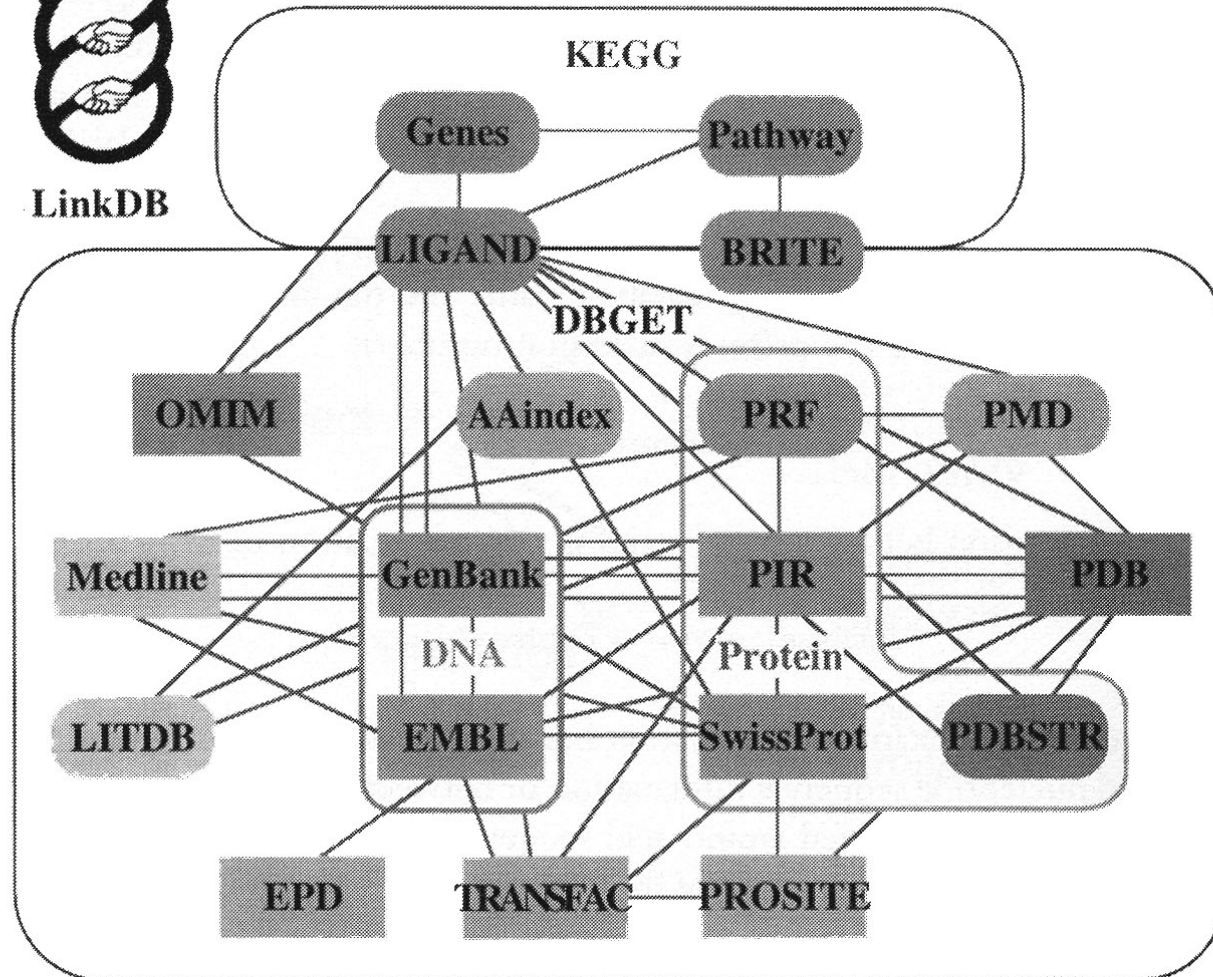 KEGG
Genes
Pathway
LinkDB
LIGAND
BRITE
DBGET
OMIM
AAindex
PRF
PMD
Medline
GenBank
PIR
PDB
DNA
Protein
LITDB
EMBL
SwissProt
PDBSTR
EPD
TRANSFAC
PROSITE